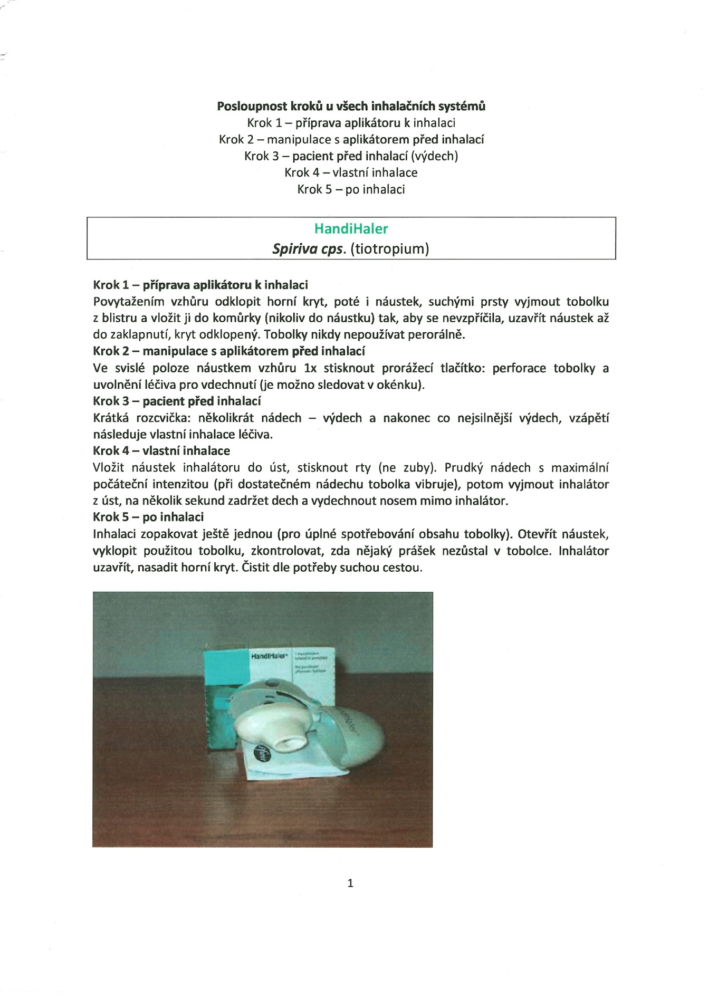 Posloupnost kroků u všech inhalačních systémů
Krok 1 – příprava aplikátoru k inhalaci
Krok 2 – manipulace s aplikátorem před inhalací
Krok 3 – pacient před inhalací (výdech)
Krok 4 – vlastní inhalace
Krok 5 – po inhalaci
HandiHaler
Spiriva cps. (tiotropium)
Krok 1 – příprava aplikátoru k inhalaci
Povytažením vzhůru odklopit horní kryt, poté i náustek, suchými prsty vyjmout tobolku
z blistru a vložit ji do komůrky (nikoliv do náustku) tak, aby se nevzpříčila, uzavřít náustek až
do zaklapnutí, kryt odklopený. Tobolky nikdy nepoužívat perorálně.
Krok 2 – manipulace s aplikátorem před inhalací
Ve svislé poloze náustkem vzhůru 1x stisknout prorážecí tlačítko: perforace tobolky a
uvolnění léčiva pro vdechnutí (je možno sledovat v okénku).
Krok 3 – pacient před inhalací
Krátká rozcvička: několikrát nádech – výdech a nakonec co nejsilnější výdech, vzápětí
následuje vlastní inhalace léčiva.
Krok 4 – vlastní inhalace
Vložit náustek inhalátoru do úst, stisknout rty (ne zuby). Prudký nádech s maximální
počáteční intenzitou (při dostatečném nádechu tobolka vibruje), potom vyjmout inhalátor
z úst, na několik sekund zadržet dech a vydechnout nosem mimo inhalátor.
Krok 5 – po inhalaci
Inhalaci zopakovat ještě jednou (pro úplné spotřebování obsahu tobolky). Otevřít náustek,
vyklopit použitou tobolku, zkontrolovat, zda nějaký prášek nezůstal v tobolce. Inhalátor
uzavřít, nasadit horní kryt. Čistit dle potřeby suchou cestou.
HandiHaler®
Pfizer
1